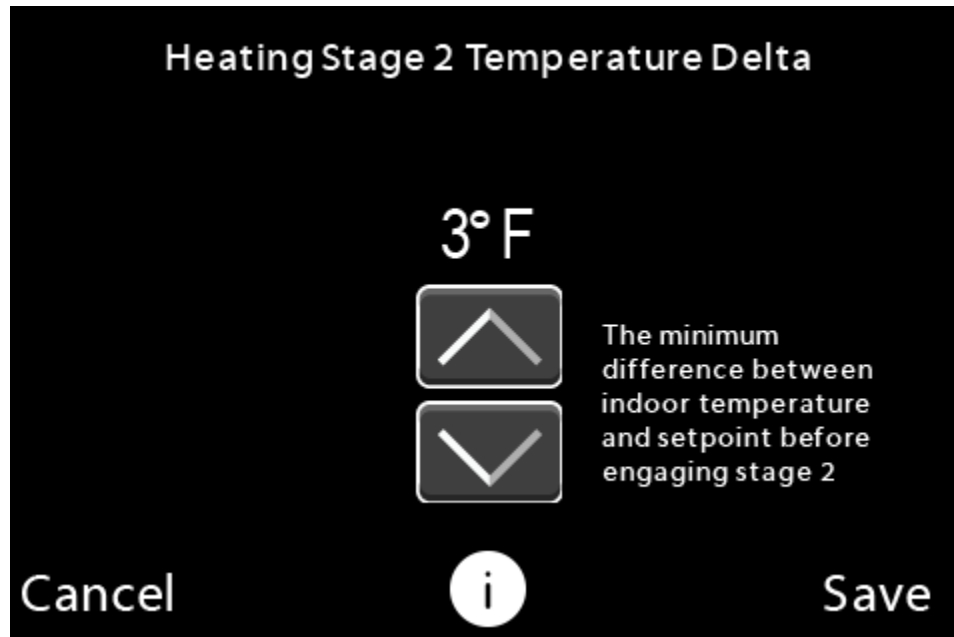 Heating Stage 2 Temperature Delta
3° F
The minimum
difference between
indoor temperature
and setpoint before
engaging stage 2
Cancel
i
Save